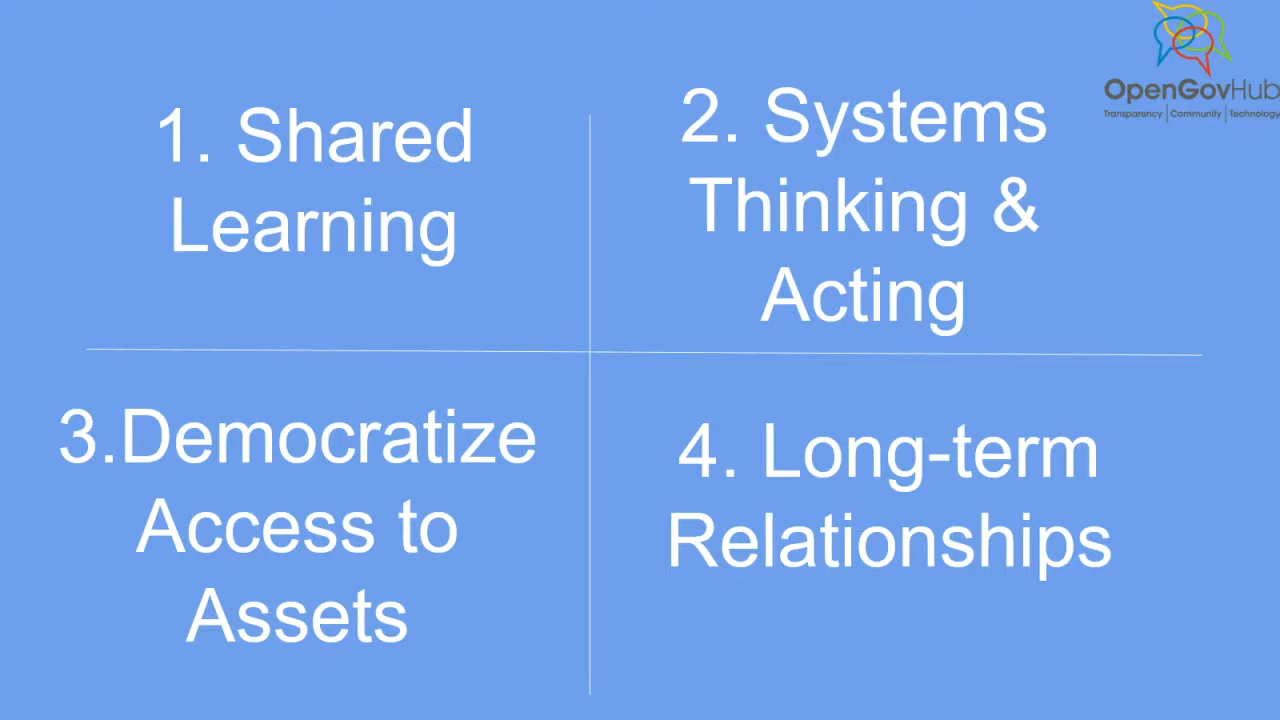 1. Shared
Learning
2. Systems
Thinking &
Acting
3.Democratize
Access to
Assets
4. Long-term
Relationships
OpenGovHub
Transparency | Community | Technology